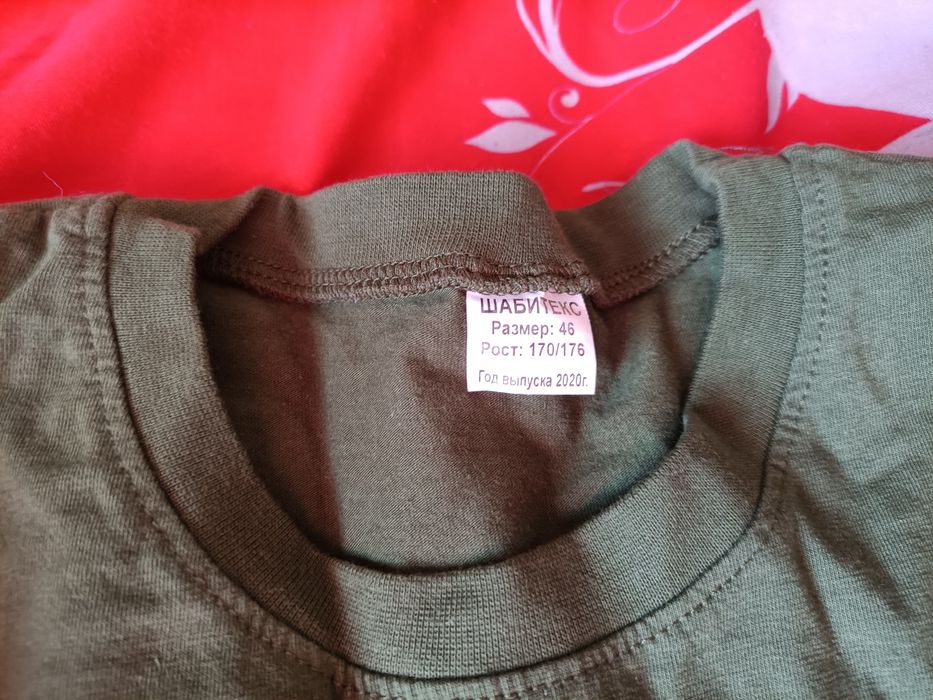 ШАБИТЕКС
Размер: 46
Рост: 170/176
Год выпуска 2020г.